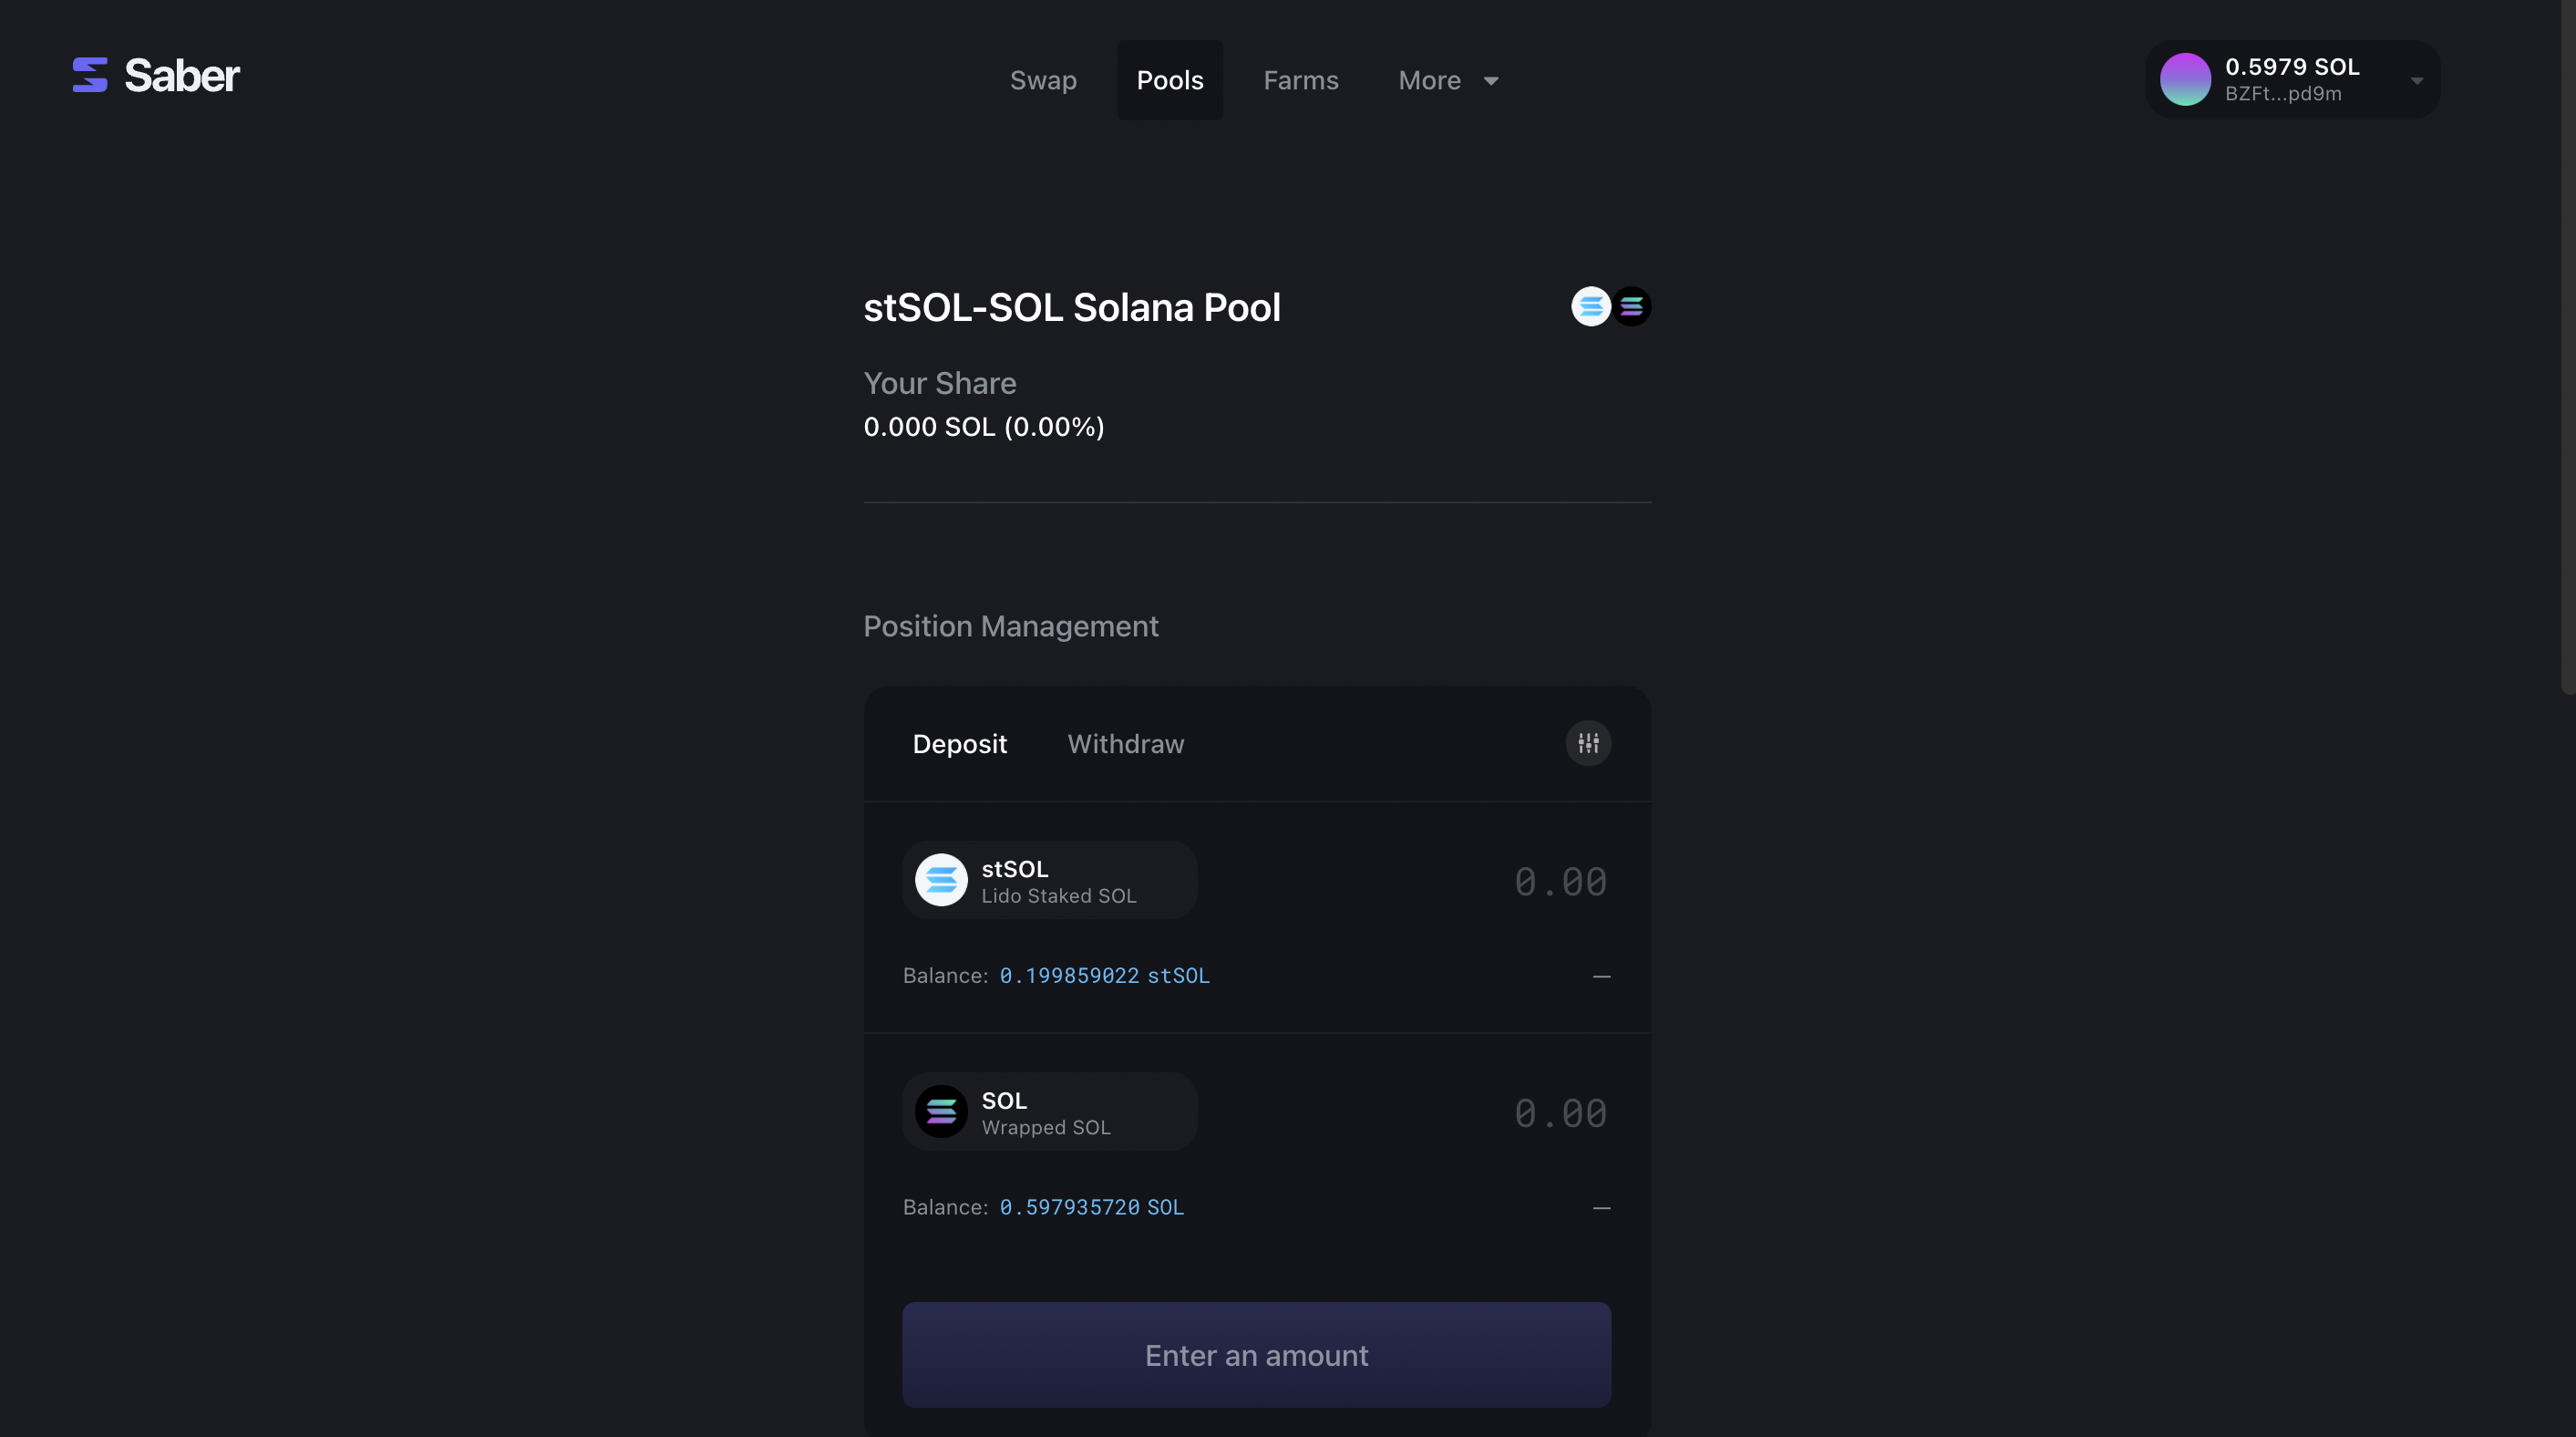 Saber
Swap
Pools
Farms
More
0.5979 SOL
BZFt...pd9m
stSOL-SOL Solana Pool
Your Share
0.000 SOL (0.00%)
Position Management
Deposit
Withdraw
stSOL
Lido Staked SOL
0.00
Balance: 0.199859022 stSOL
—
SOL
Wrapped SOL
0.00
Balance: 0.597935720 SOL
—
Enter an amount